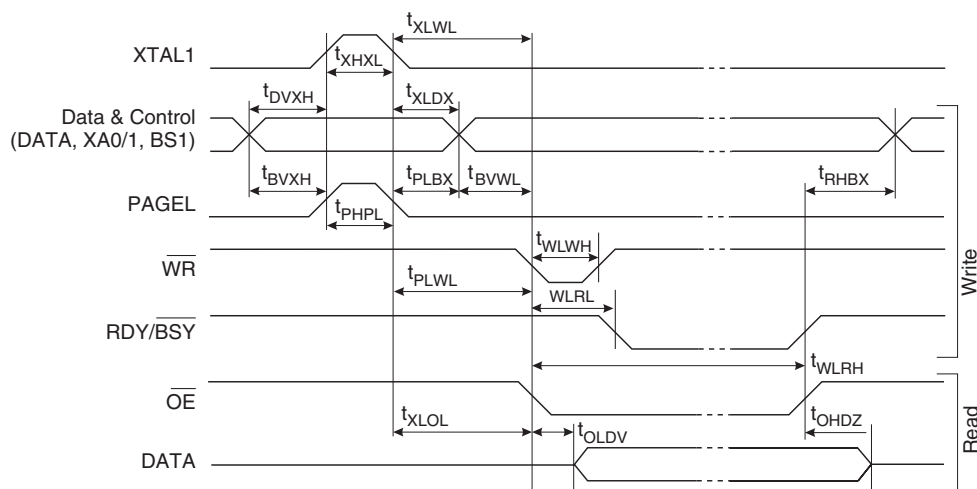 tXLWL
XTAL1
tXHXL
tDVXH
tXLDX
Data & Control
(DATA, XA0/1, BS1)
tBVXH
tPLBX
tBVWL
tRHBX
PAGEL
tPHPL
tWLWH
WR
tPLWL
WLRL
Write
RDY/BSY
tWLRH
OE
tXLOL
tOLDV
tOHDZ
Read
DATA